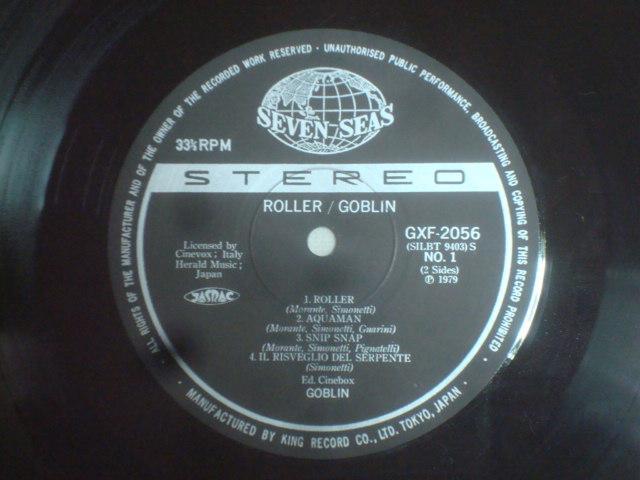 ALL RIGHTS OF THE MANUFACTURER AND OF THE OWNER OF THE RECORDED WORK RESERVED · UNAUTHORISED PUBLIC PERFORMANCE, BROADCASTING AND COPYING OF THIS RECORD PROHIBITED ·
SEVEN-SEAS
33⅓ RPM
STEREO
ROLLER / GOBLIN
GXF-2056
(SILBT 9403) S
NO. 1
(2 Sides)
℗ 1979
Licensed by
Cinevox ; Italy
Herald Music ;
Japan
JASRAC
1. ROLLER
(Morante, Simonetti)
2. AQUAMAN
(Morante, Simonetti, Guarini)
3. SNIP SNAP
(Morante, Simonetti, Pignatelli)
4. IL RISVEGLIO DEL SERPENTE
(Simonetti)
Ed. Cinebox
GOBLIN
· MANUFACTURED BY KING RECORD CO., LTD. TOKYO, JAPAN ·